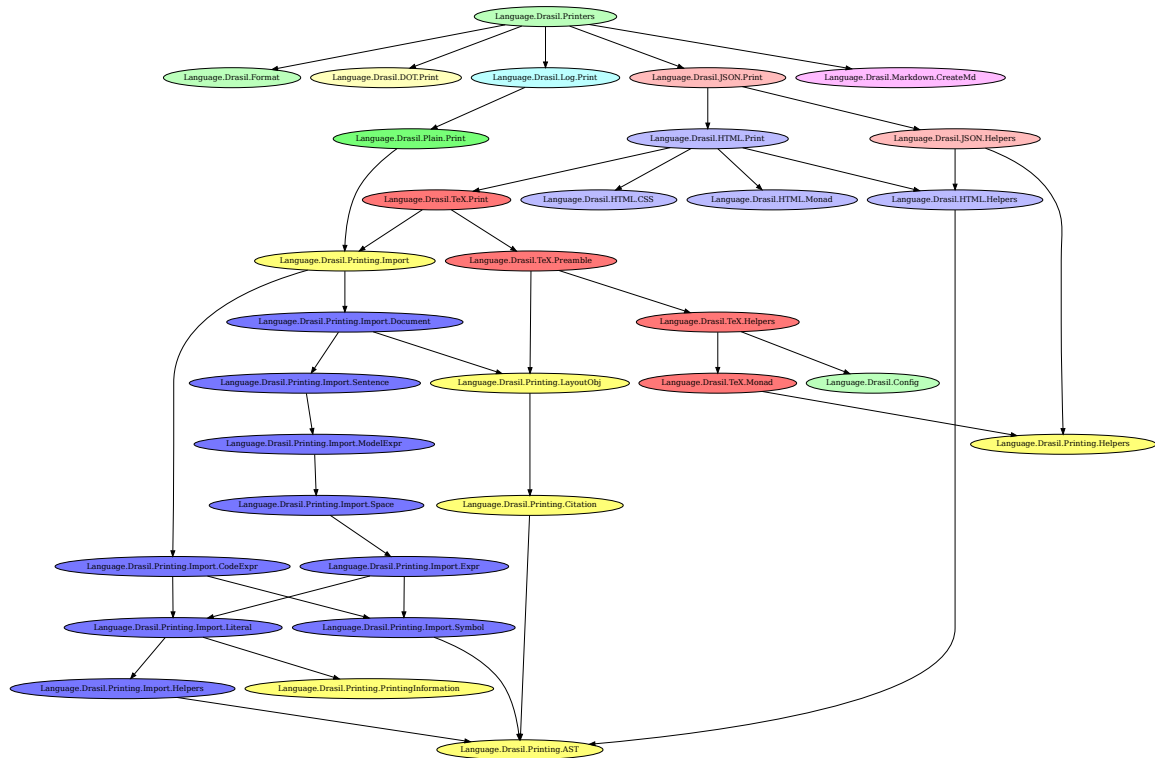 Language.Drasil.Printers
Language.Drasil.Format
Language.Drasil.DOT.Print
Language.Drasil.Log.Print
Language.Drasil.JSON.Print
Language.Drasil.Markdown.CreateMd
Language.Drasil.Plain.Print
Language.Drasil.HTML.Print
Language.Drasil.JSON.Helpers
Language.Drasil.TeX.Print
Language.Drasil.HTML.CSS
Language.Drasil.HTML.Monad
Language.Drasil.HTML.Helpers
Language.Drasil.Printing.Import
Language.Drasil.TeX.Preamble
Language.Drasil.Printing.Import.Document
Language.Drasil.TeX.Helpers
Language.Drasil.Printing.Import.Sentence
Language.Drasil.Printing.LayoutObj
Language.Drasil.TeX.Monad
Language.Drasil.Config
Language.Drasil.Printing.Import.ModelExpr
Language.Drasil.Printing.Helpers
Language.Drasil.Printing.Import.Space
Language.Drasil.Printing.Citation
Language.Drasil.Printing.Import.CodeExpr
Language.Drasil.Printing.Import.Expr
Language.Drasil.Printing.Import.Literal
Language.Drasil.Printing.Import.Symbol
Language.Drasil.Printing.Import.Helpers
Language.Drasil.Printing.PrintingInformation
Language.Drasil.Printing.AST